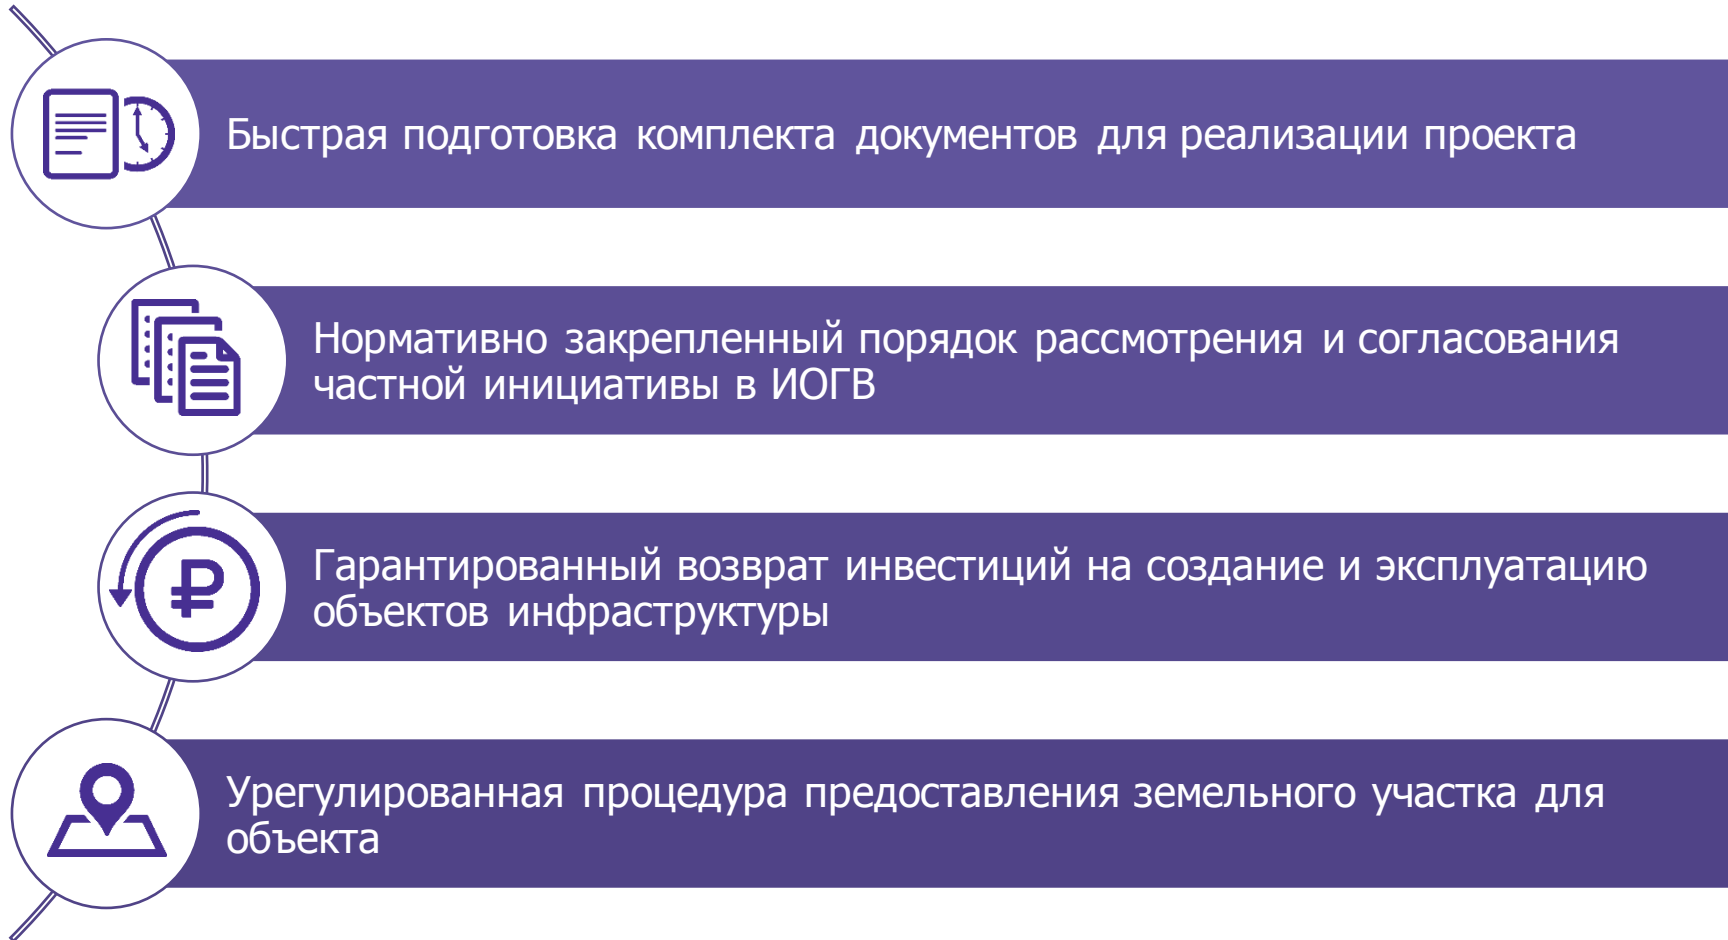 Быстрая подготовка комплекта документов для реализации проекта
Нормативно закрепленный порядок рассмотрения и согласования
частной инициативы в ИОГВ
Гарантированный возврат инвестиций на создание и эксплуатацию
объектов инфраструктуры
Урегулированная процедура предоставления земельного участка для
объекта